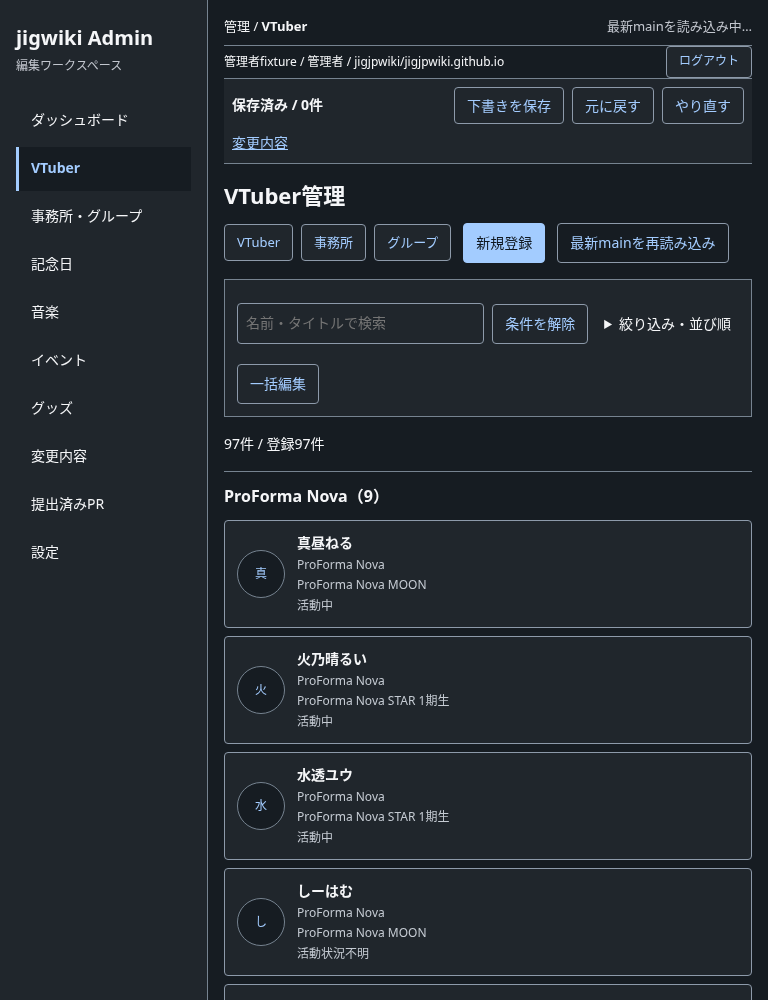 jigwiki Admin
編集ワークスペース
ダッシュボード
VTuber
事務所・グループ
記念日
音楽
イベント
グッズ
変更内容
提出済みPR
設定
管理 / VTuber
最新mainを読み込み中…
管理者fixture / 管理者 / jigjpwiki/jigjpwiki.github.io
ログアウト
保存済み / 0件
下書きを保存
元に戻す
やり直す
変更内容
VTuber管理
VTuber
事務所
グループ
新規登録
最新mainを再読み込み
名前・タイトルで検索
条件を解除
▶ 絞り込み・並び順
一括編集
97件 / 登録97件
ProForma Nova（9）
真
真昼ねる
ProForma Nova
ProForma Nova MOON
活動中
火
火乃晴るい
ProForma Nova
ProForma Nova STAR 1期生
活動中
水
水透ユウ
ProForma Nova
ProForma Nova STAR 1期生
活動中
し
しーはむ
ProForma Nova
ProForma Nova MOON
活動状況不明